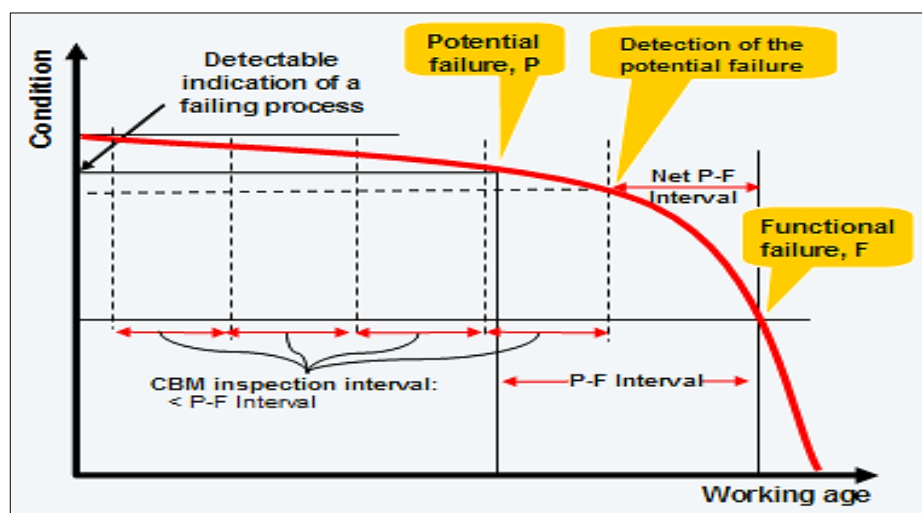 Condition
Detectable
indication of a
failing process
Potential
failure, P
Detection of the
potential failure
Net P-F
Interval
Functional
failure, F
CBM inspection interval:
< P-F Interval
P-F Interval
Working age